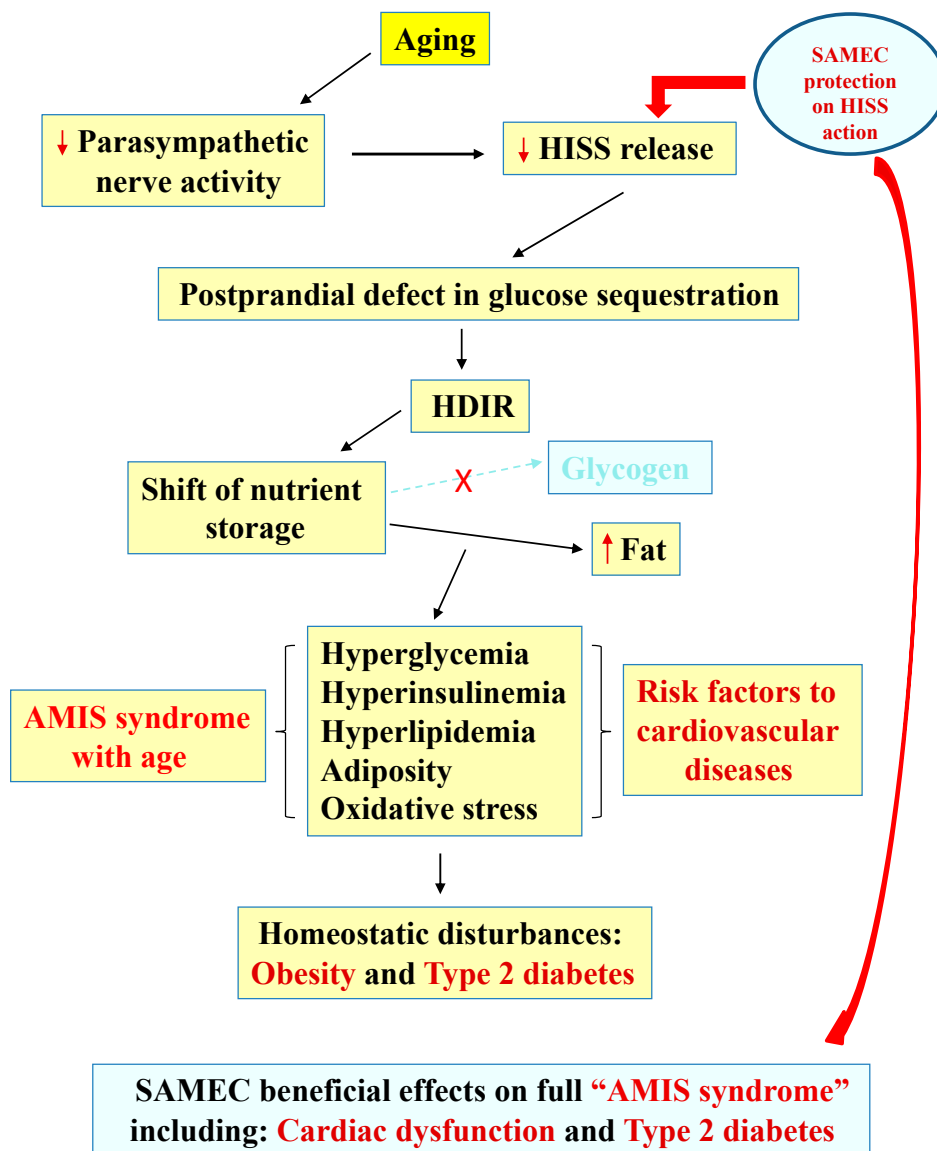 Aging
SAMEC
protection
on HISS
action
↓ Parasympathetic
nerve activity
↓ HISS release
Postprandial defect in glucose sequestration
HDIR
Glycogen
X
Shift of nutrient
storage
↑ Fat
Hyperglycemia
Hyperinsulinemia
Hyperlipidemia
Adiposity
Oxidative stress
AMIS syndrome
with age
Risk factors to
cardiovascular
diseases
Homeostatic disturbances:
Obesity and Type 2 diabetes
SAMEC beneficial effects on full “AMIS syndrome”
including: Cardiac dysfunction and Type 2 diabetes